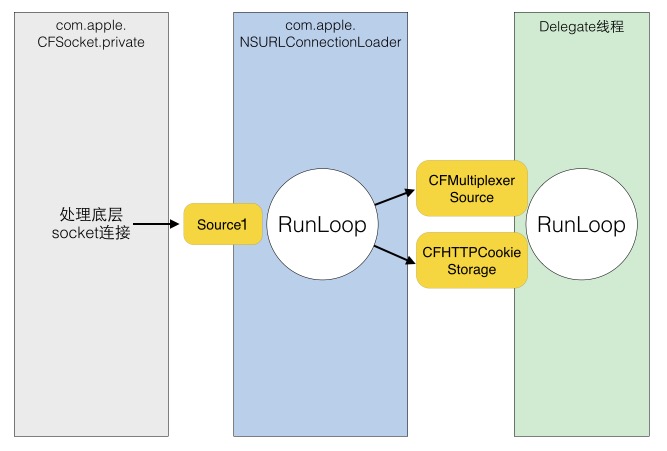 com.apple.
CFSocket.private
com.apple.
NSURLConnectionLoader
Delegate线程
处理底层
socket连接
Source1
RunLoop
CFMultiplexer
Source
CFHTTPCookie
Storage
RunLoop